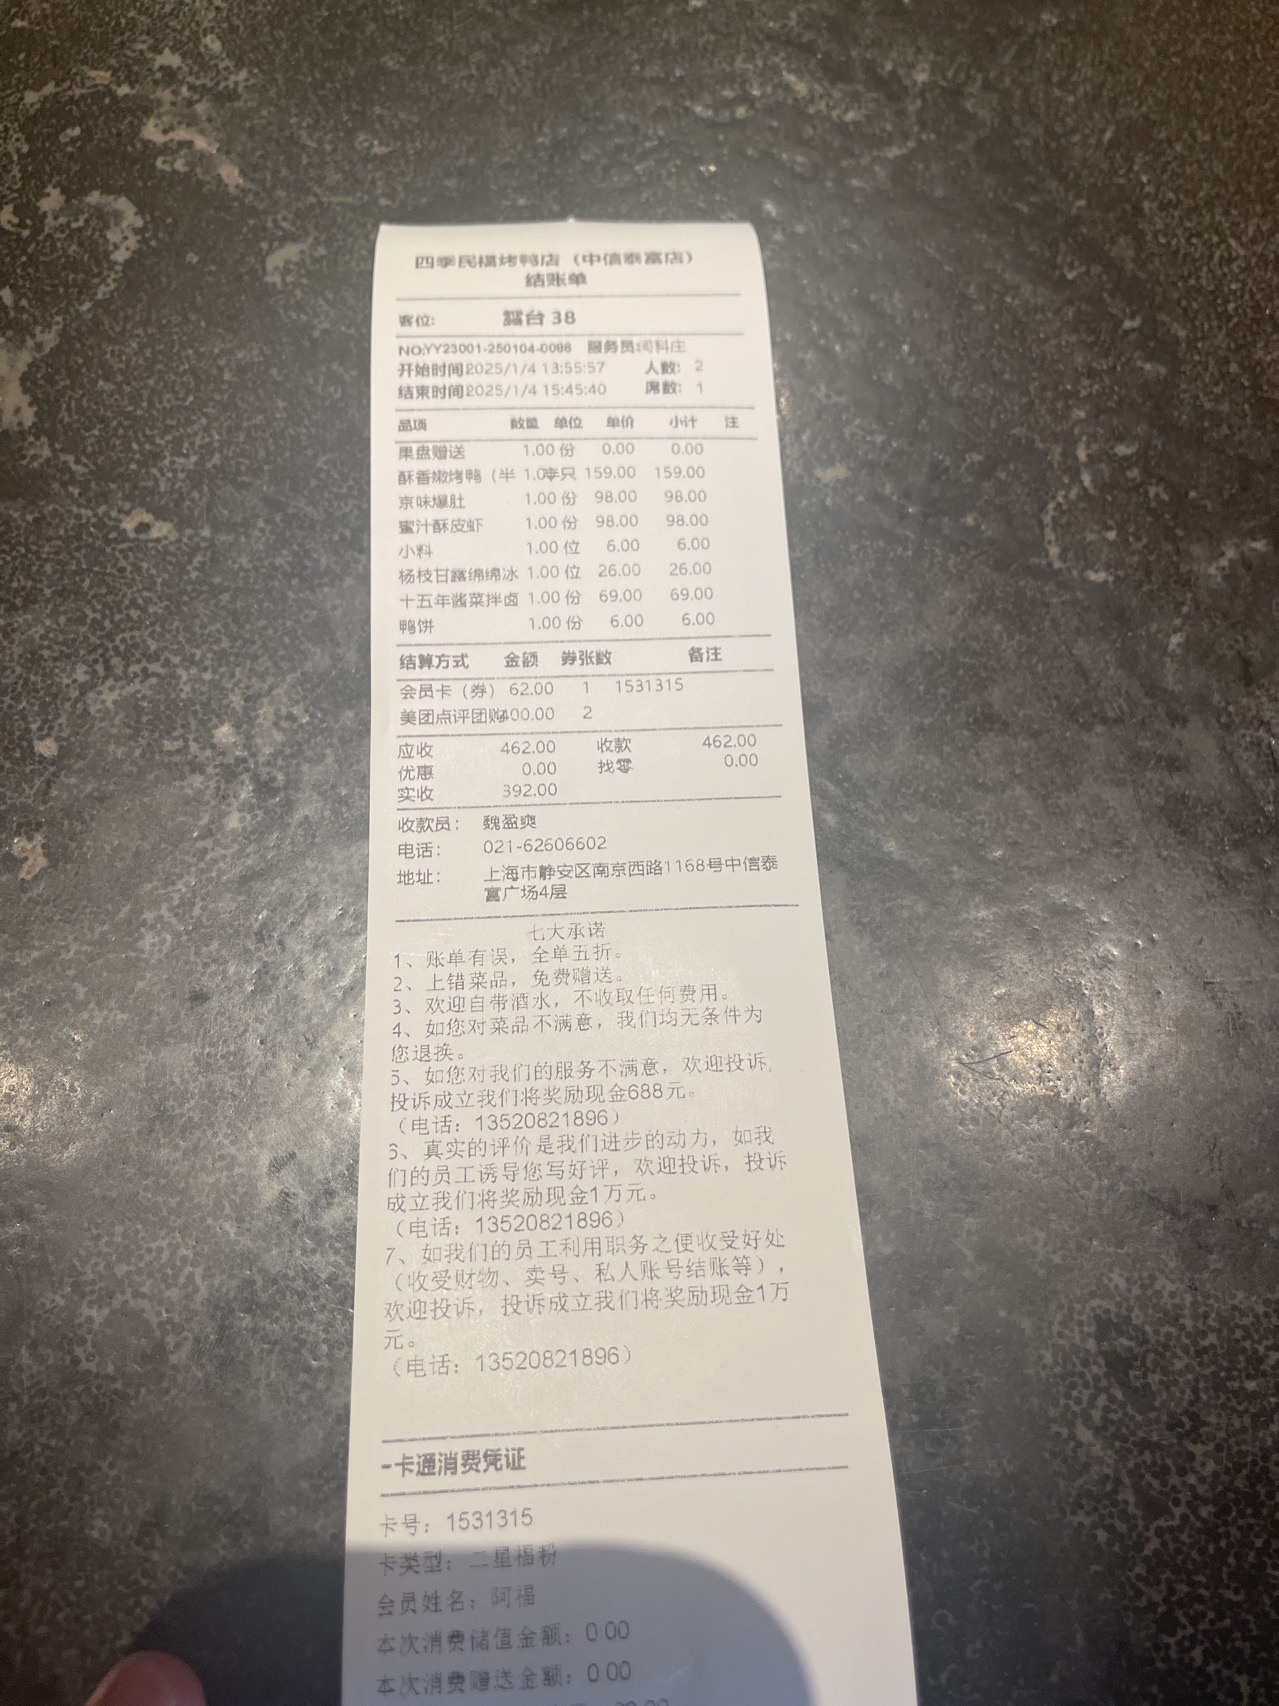 四季民福烤鸭店（中信泰富店）
结账单
客位: 露台 38
NO:YY23001-250104-0086 服务员:闫科庄
开始时间2025/1/4 13:55:57 人数: 2
结束时间2025/1/4 15:45:40 席数: 1
品项 数量 单位 单价 小计 注
果盘赠送 1.00 份 0.00 0.00
酥香嫩烤鸭（半 1.00 半只 159.00 159.00
京味爆肚 1.00 份 98.00 98.00
蜜汁酥皮虾 1.00 份 98.00 98.00
小料 1.00 位 6.00 6.00
杨枝甘露绵绵冰 1.00 位 26.00 26.00
十五年酱菜拌卤 1.00 份 69.00 69.00
鸭饼 1.00 份 6.00 6.00
结算方式 金额 券张数 备注
会员卡（券） 62.00 1 1531315
美团点评团购400.00 2
应收 462.00 收款 462.00
优惠 0.00 找零 0.00
实收 392.00
收款员: 魏盈爽
电话: 021-62606602
地址: 上海市静安区南京西路1168号中信泰
富广场4层
七大承诺
1、账单有误，全单五折。
2、上错菜品，免费赠送。
3、欢迎自带酒水，不收取任何费用。
4、如您对菜品不满意，我们均无条件为
您退换。
5、如您对我们的服务不满意，欢迎投诉，
投诉成立我们将奖励现金688元。
（电话：13520821896）
6、真实的评价是我们进步的动力，如我
们的员工诱导您写好评，欢迎投诉，投诉
成立我们将奖励现金1万元。
（电话：13520821896）
7、如我们的员工利用职务之便收受好处
（收受财物、卖号、私人账号结账等），
欢迎投诉，投诉成立我们将奖励现金1万
元。
（电话：13520821896）
一卡通消费凭证
卡号：1531315
卡类型：二星福粉
会员姓名：阿福
本次消费储值金额：0.00
本次消费赠送金额：0.00